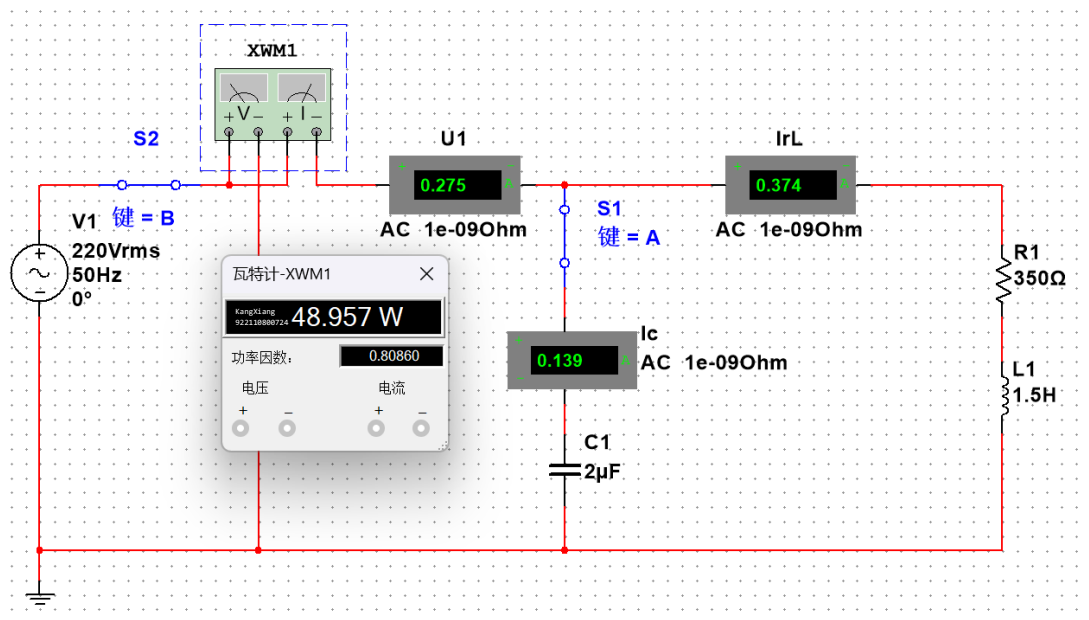 XWM1
V
I
+ − + −
S2
键 = B
U1
0.275
A
AC 1e-09Ohm
IrL
0.374
A
AC 1e-09Ohm
V1
220Vrms
50Hz
0°
S1
键 = A
R1
350Ω
瓦特计-XWM1
KangXiang
922110800724
48.957 W
功率因数:
0.80860
电压
电流
+ − + −
Ic
0.139
A
AC 1e-09Ohm
L1
1.5H
C1
2µF